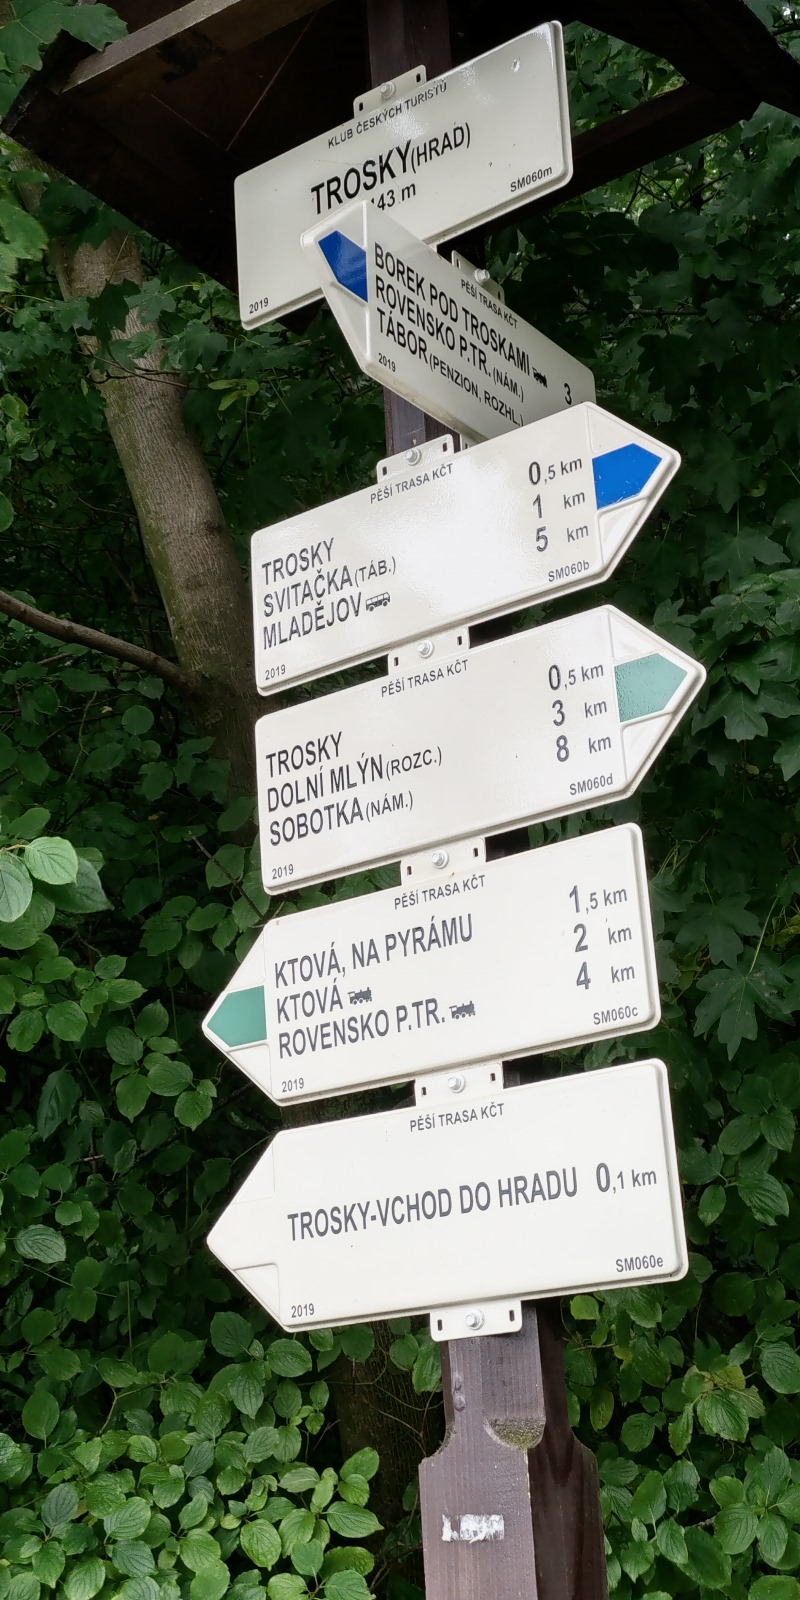 KLUB ČESKÝCH TURISTŮ
TROSKY (HRAD)
43 m
SM060m
2019
PĚŠÍ TRASA KČT
BOREK POD TROSKAMI 3
ROVENSKO P.TR. (NÁM.)
TÁBOR (PENZION, ROZHL.)
2019
PĚŠÍ TRASA KČT
TROSKY 0,5 km
SVITAČKA (TÁB.) 1 km
MLADĚJOV 5 km
2019 SM060b
PĚŠÍ TRASA KČT
TROSKY 0,5 km
DOLNÍ MLÝN (ROZC.) 3 km
SOBOTKA (NÁM.) 8 km
2019 SM060d
PĚŠÍ TRASA KČT
KTOVÁ, NA PYRÁMU 1,5 km
KTOVÁ 2 km
ROVENSKO P.TR. 4 km
2019 SM060c
PĚŠÍ TRASA KČT
TROSKY-VCHOD DO HRADU 0,1 km
2019 SM060e